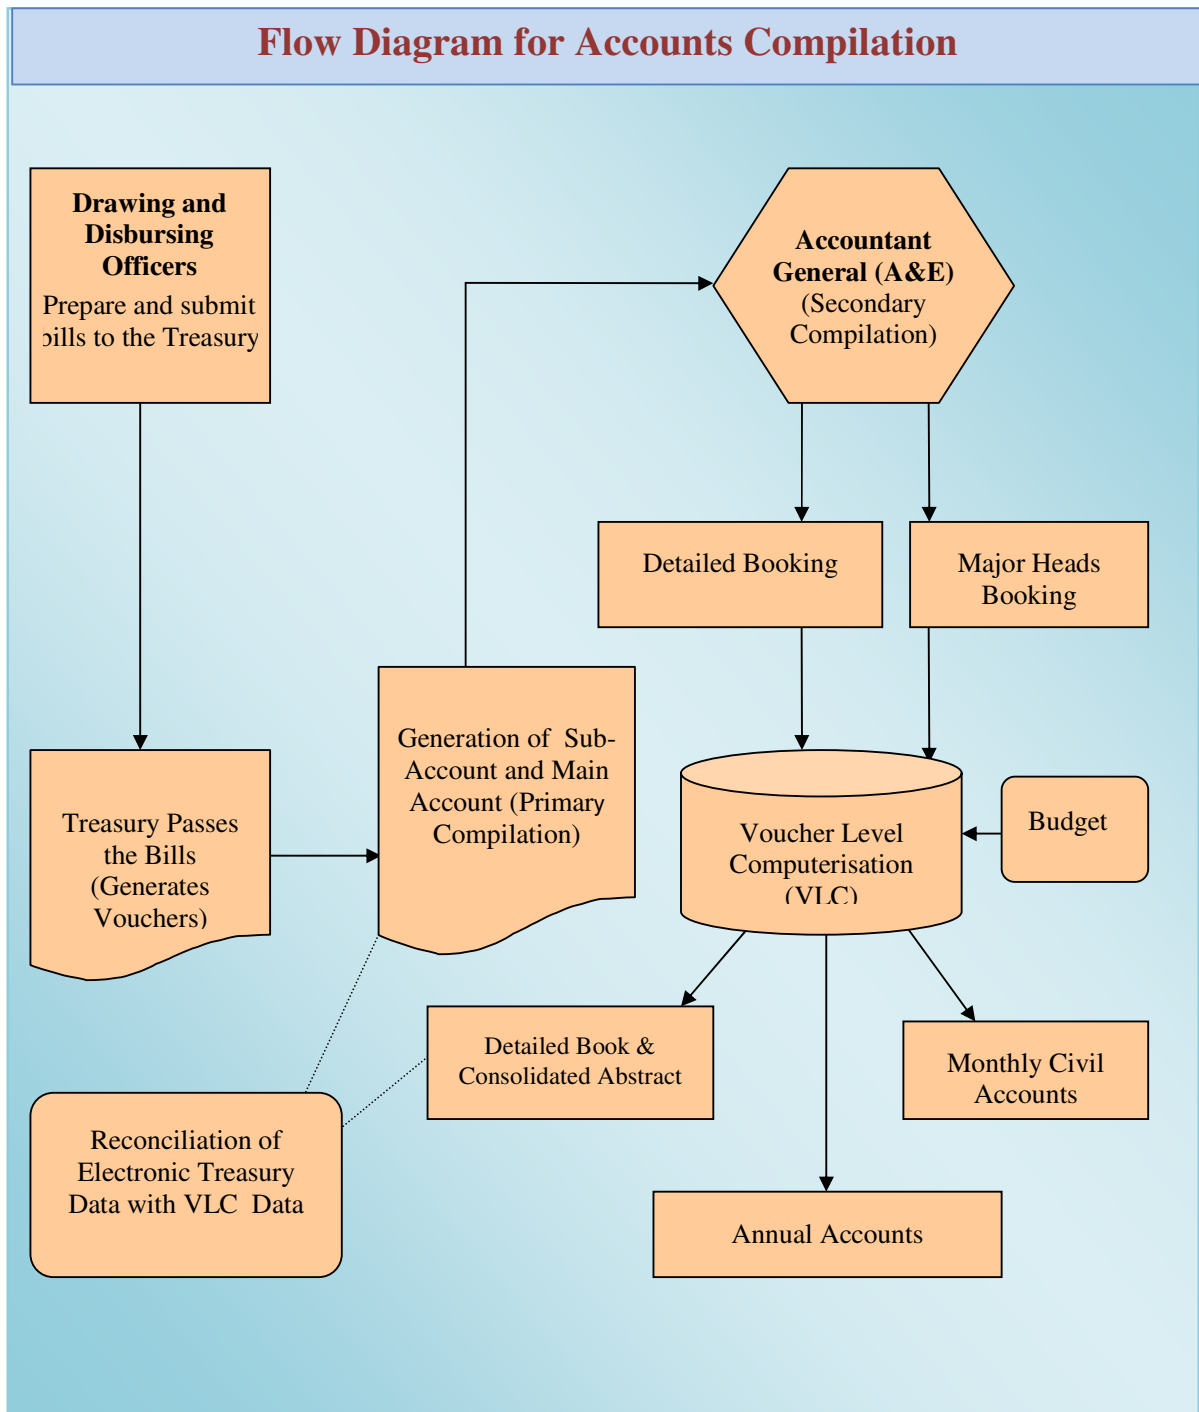 Flow Diagram for Accounts Compilation
Drawing and
Disbursing
Officers
Prepare and submit
bills to the Treasury
Accountant
General (A&E)
(Secondary
Compilation)
Detailed Booking
Major Heads
Booking
Generation of Sub-
Account and Main
Account (Primary
Compilation)
Treasury Passes
the Bills
(Generates
Vouchers)
Voucher Level
Computerisation
(VLC)
Budget
Detailed Book &
Consolidated Abstract
Monthly Civil
Accounts
Reconciliation of
Electronic Treasury
Data with VLC Data
Annual Accounts